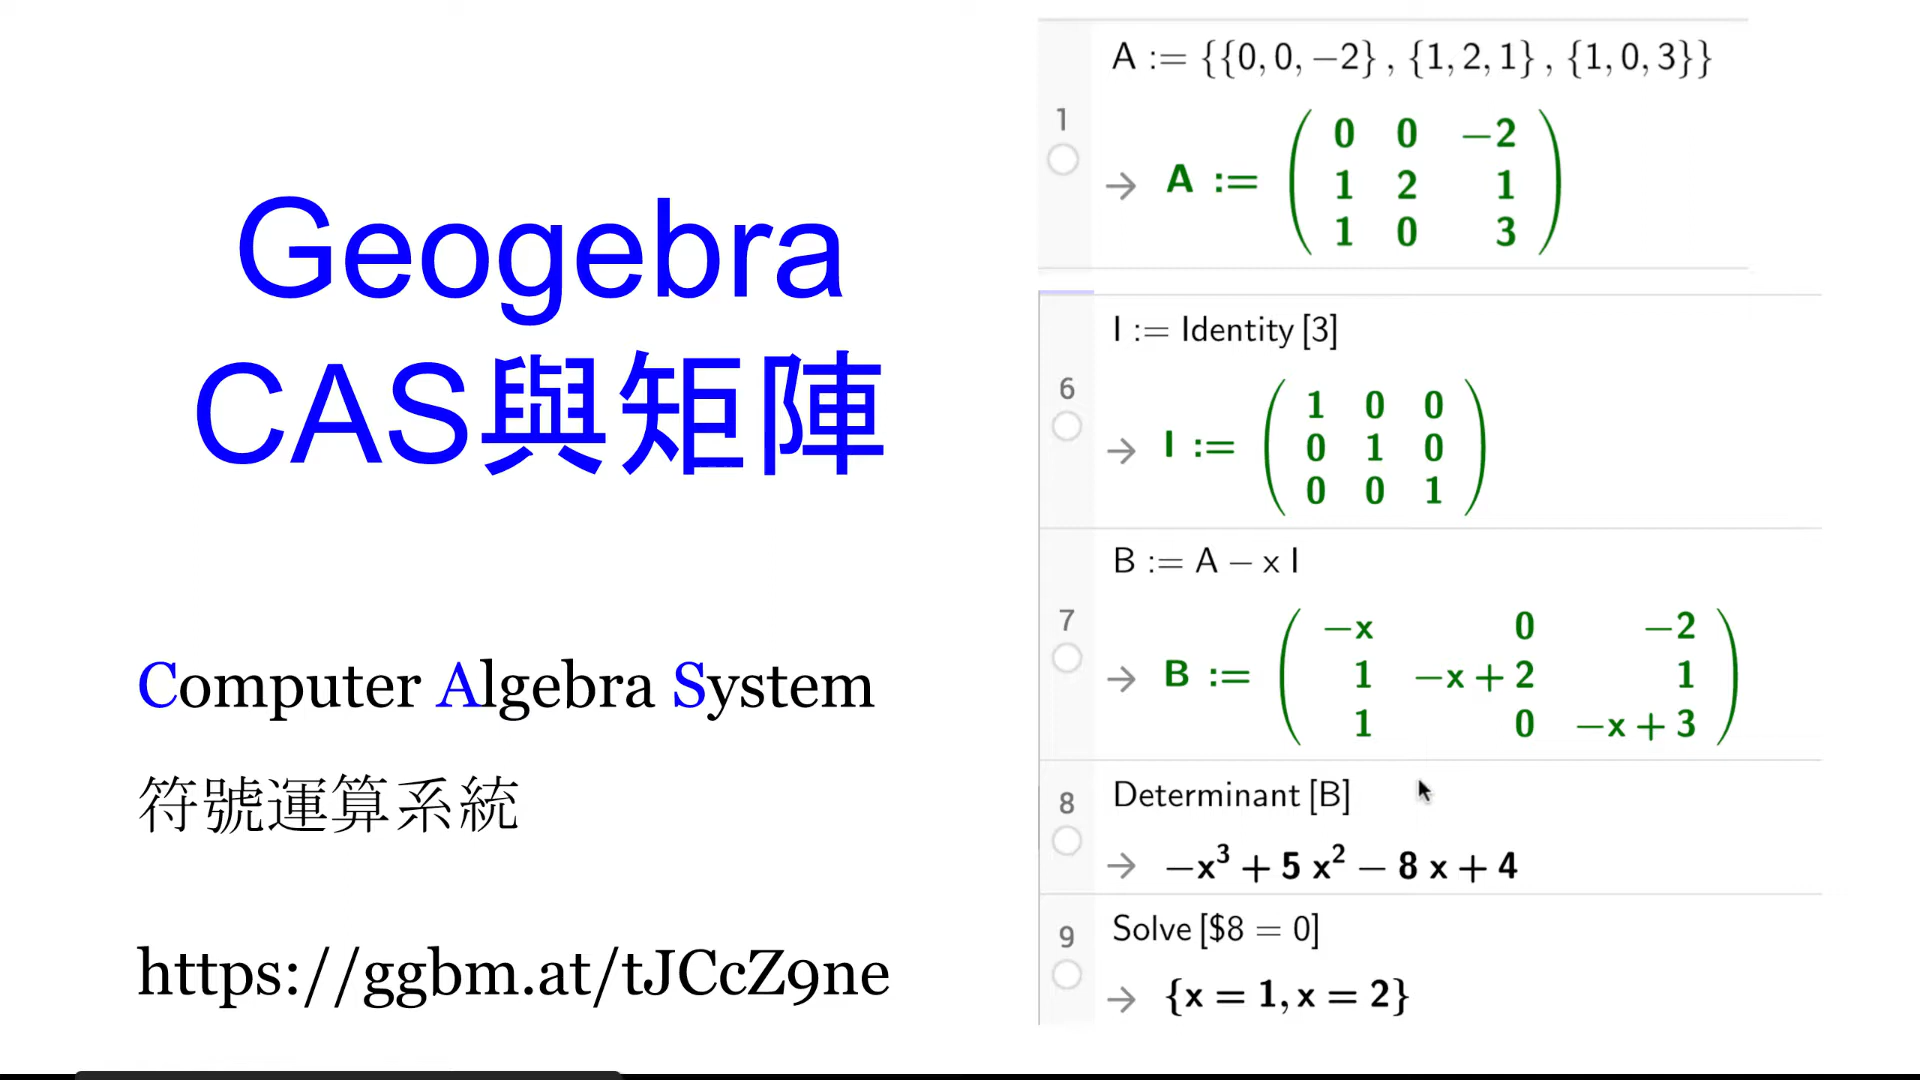 Geogebra
CAS與矩陣
Computer Algebra System
符號運算系統
https://ggbm.at/tJCcZ9ne
A := {{0, 0, −2}, {1, 2, 1}, {1, 0, 3}}
1
0 0 −2
→ A := 1 2 1
1 0 3
I := Identity [3]
6
1 0 0
→ I := 0 1 0
0 0 1
B := A − x I
7
−x 0 −2
→ B := 1 −x + 2 1
1 0 −x + 3
8 Determinant [B]
→ −x³ + 5 x² − 8 x + 4
9 Solve [$8 = 0]
→ {x = 1, x = 2}